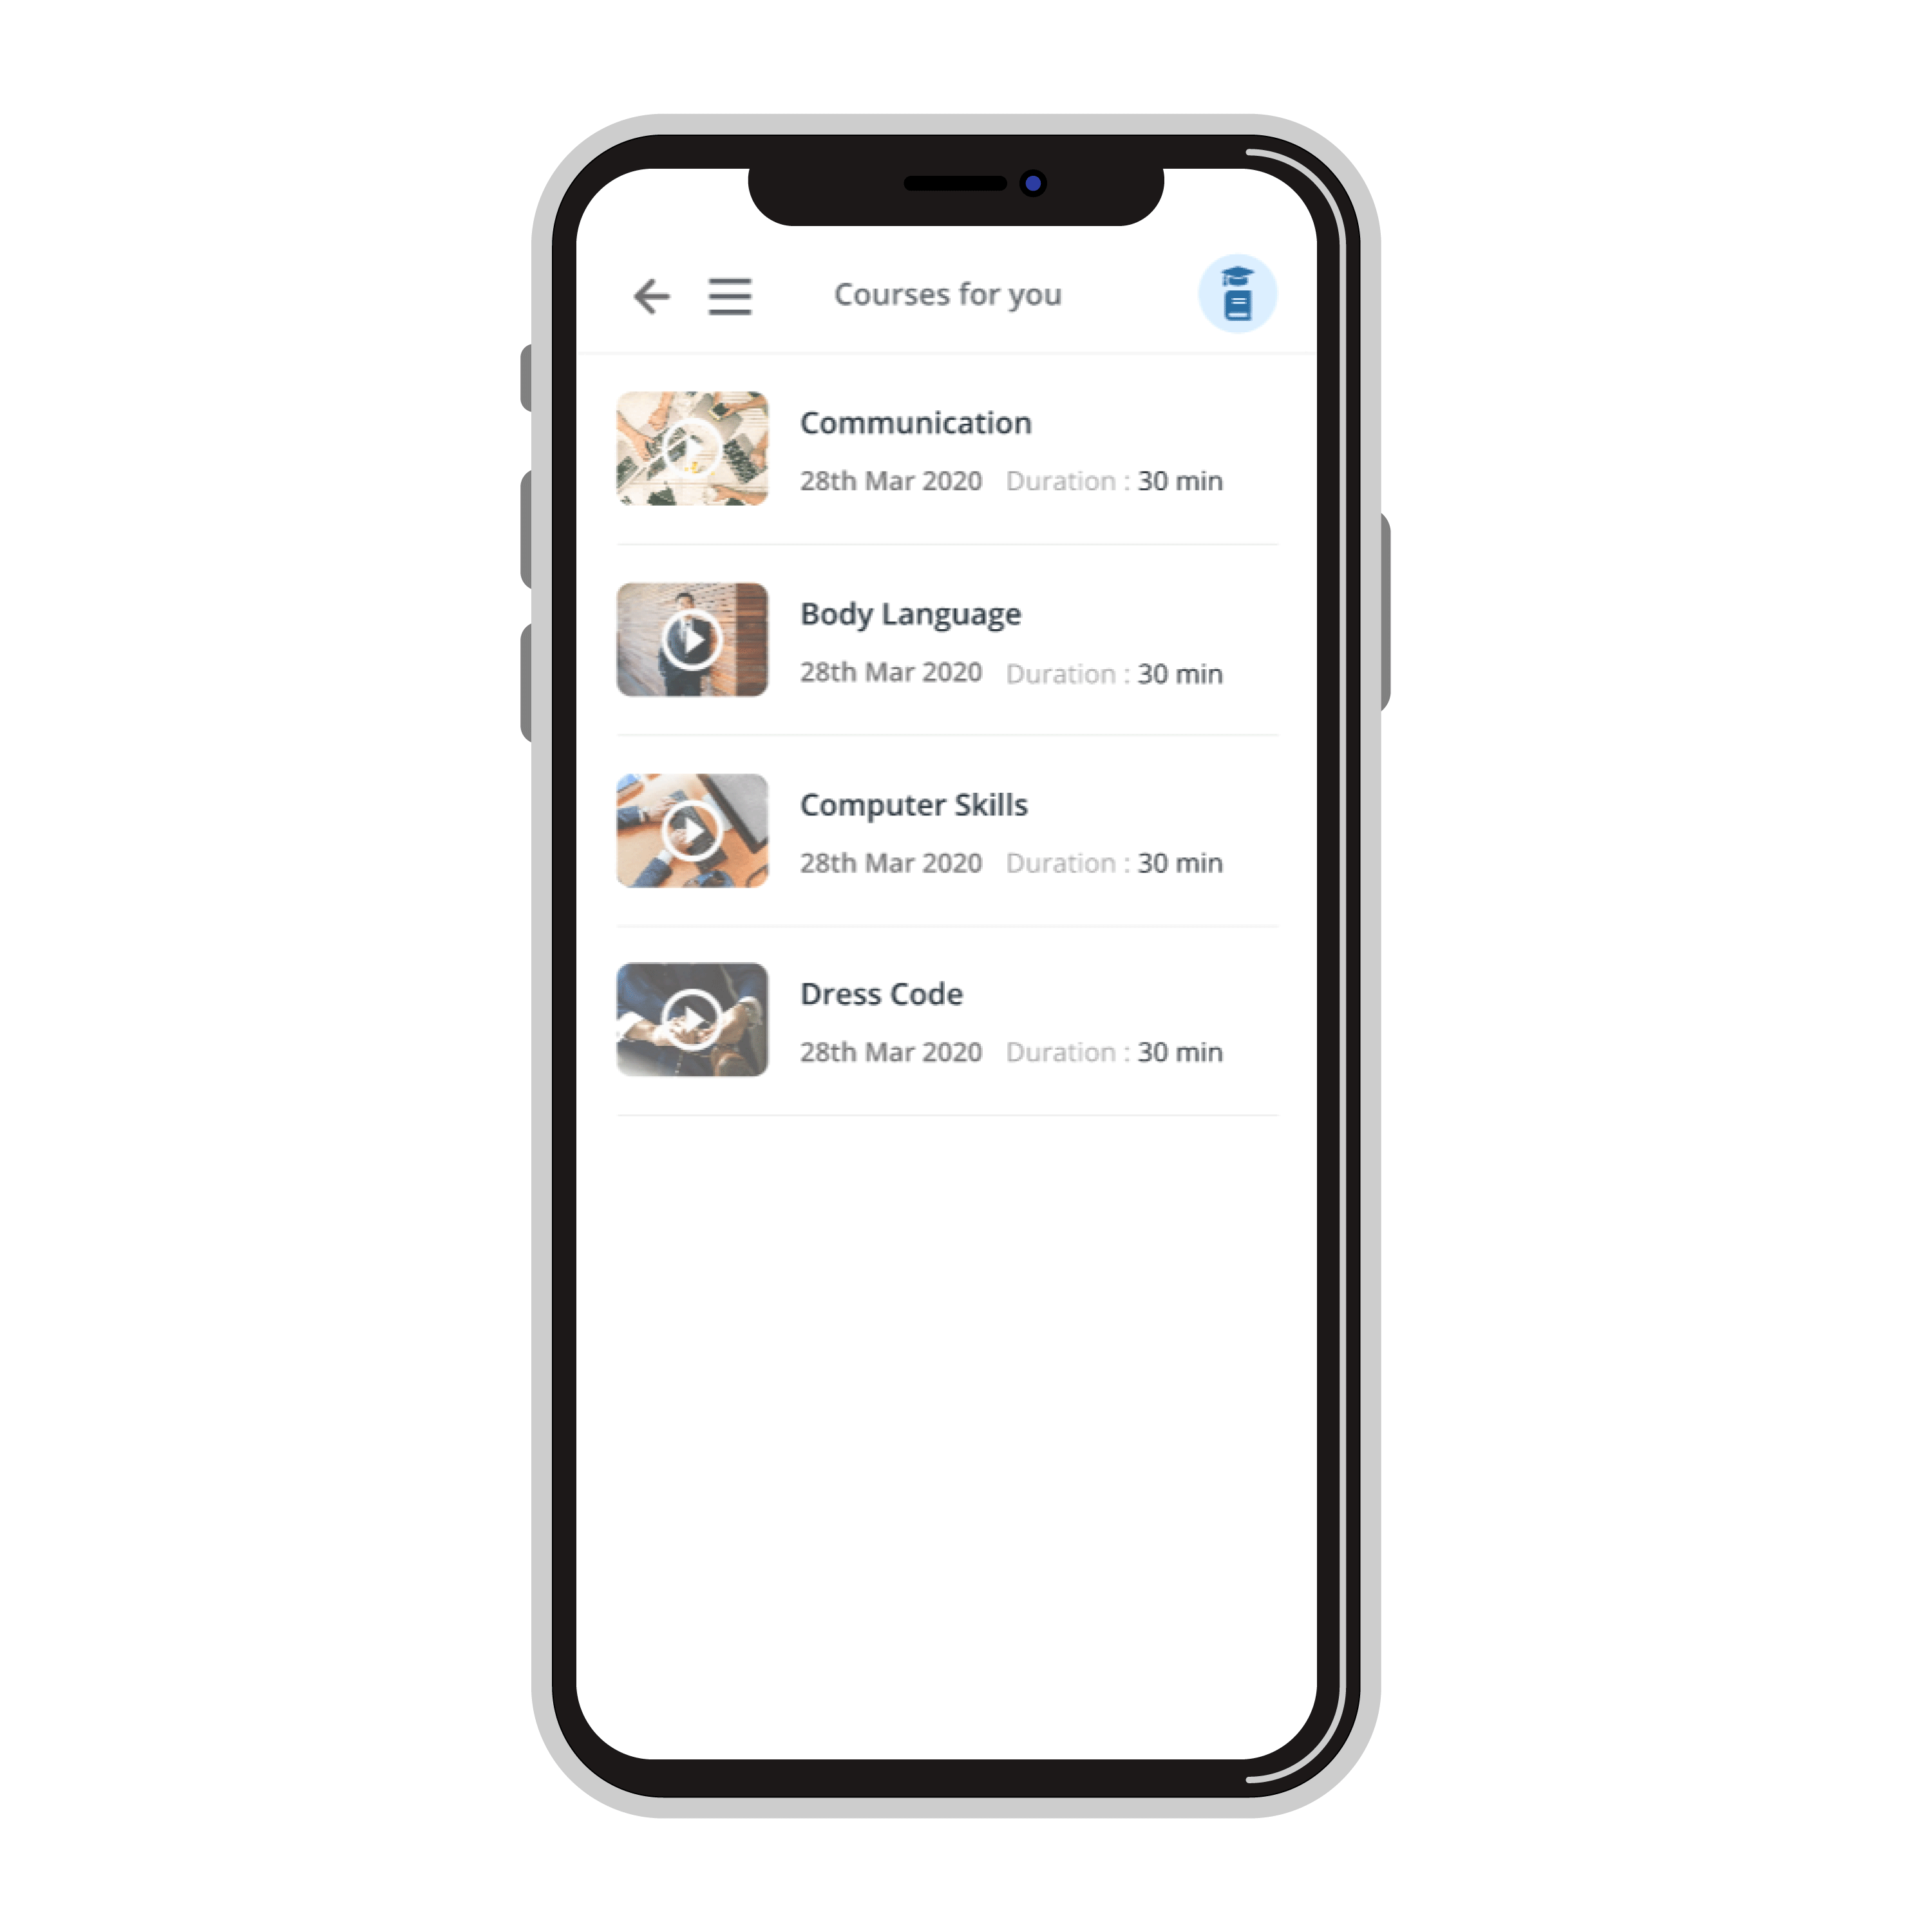 Courses for you
Communication
28th Mar 2020 Duration : 30 min
Body Language
28th Mar 2020 Duration : 30 min
Computer Skills
28th Mar 2020 Duration : 30 min
Dress Code
28th Mar 2020 Duration : 30 min